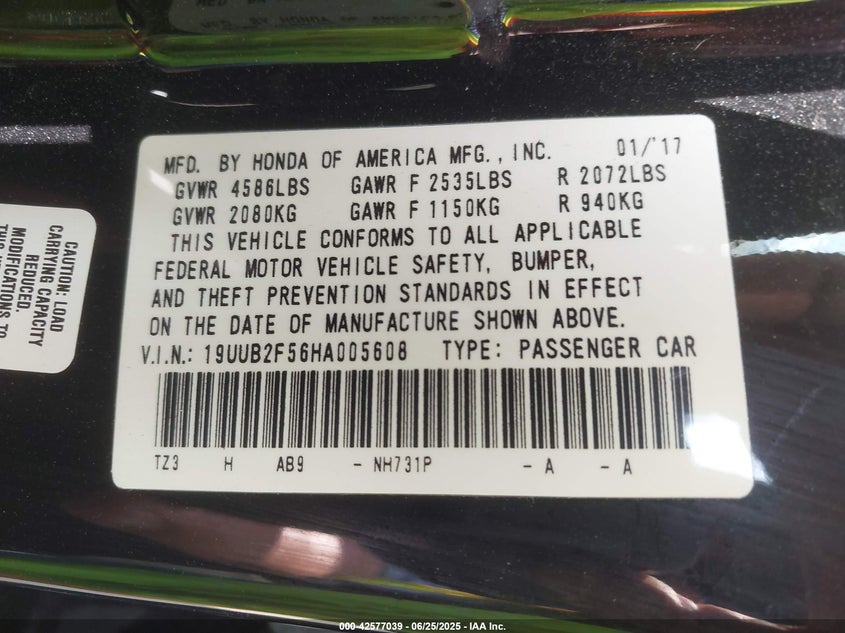 MFD. BY HONDA OF AMERICA MFG., INC. 01/'17
GVWR 4586LBS GAWR F 2535LBS R 2072LBS
GVWR 2080KG GAWR F 1150KG R 940KG
THIS VEHICLE CONFORMS TO ALL APPLICABLE
FEDERAL MOTOR VEHICLE SAFETY, BUMPER,
AND THEFT PREVENTION STANDARDS IN EFFECT
ON THE DATE OF MANUFACTURE SHOWN ABOVE.
V.I.N.: 19UUB2F56HA005608 TYPE: PASSENGER CAR
TZ3 H AB9 - NH731P - A - A
CAUTION: LOAD
CARRYING CAPACITY
REDUCED.
MODIFICATIONS TO
000-42577039 - 06/25/2025 - IAA Inc.